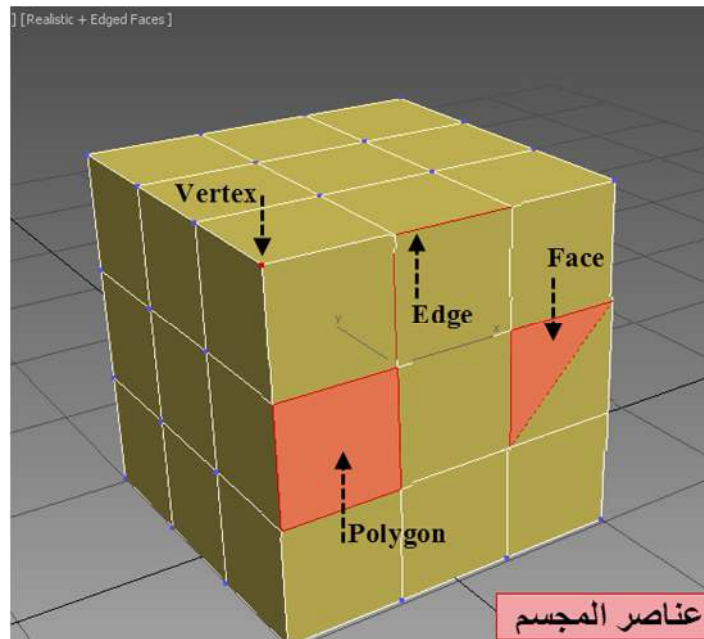 ] [Realistic + Edged Faces ]
Vertex
Face
Edge
y
x
Polygon
عناصر المجسم